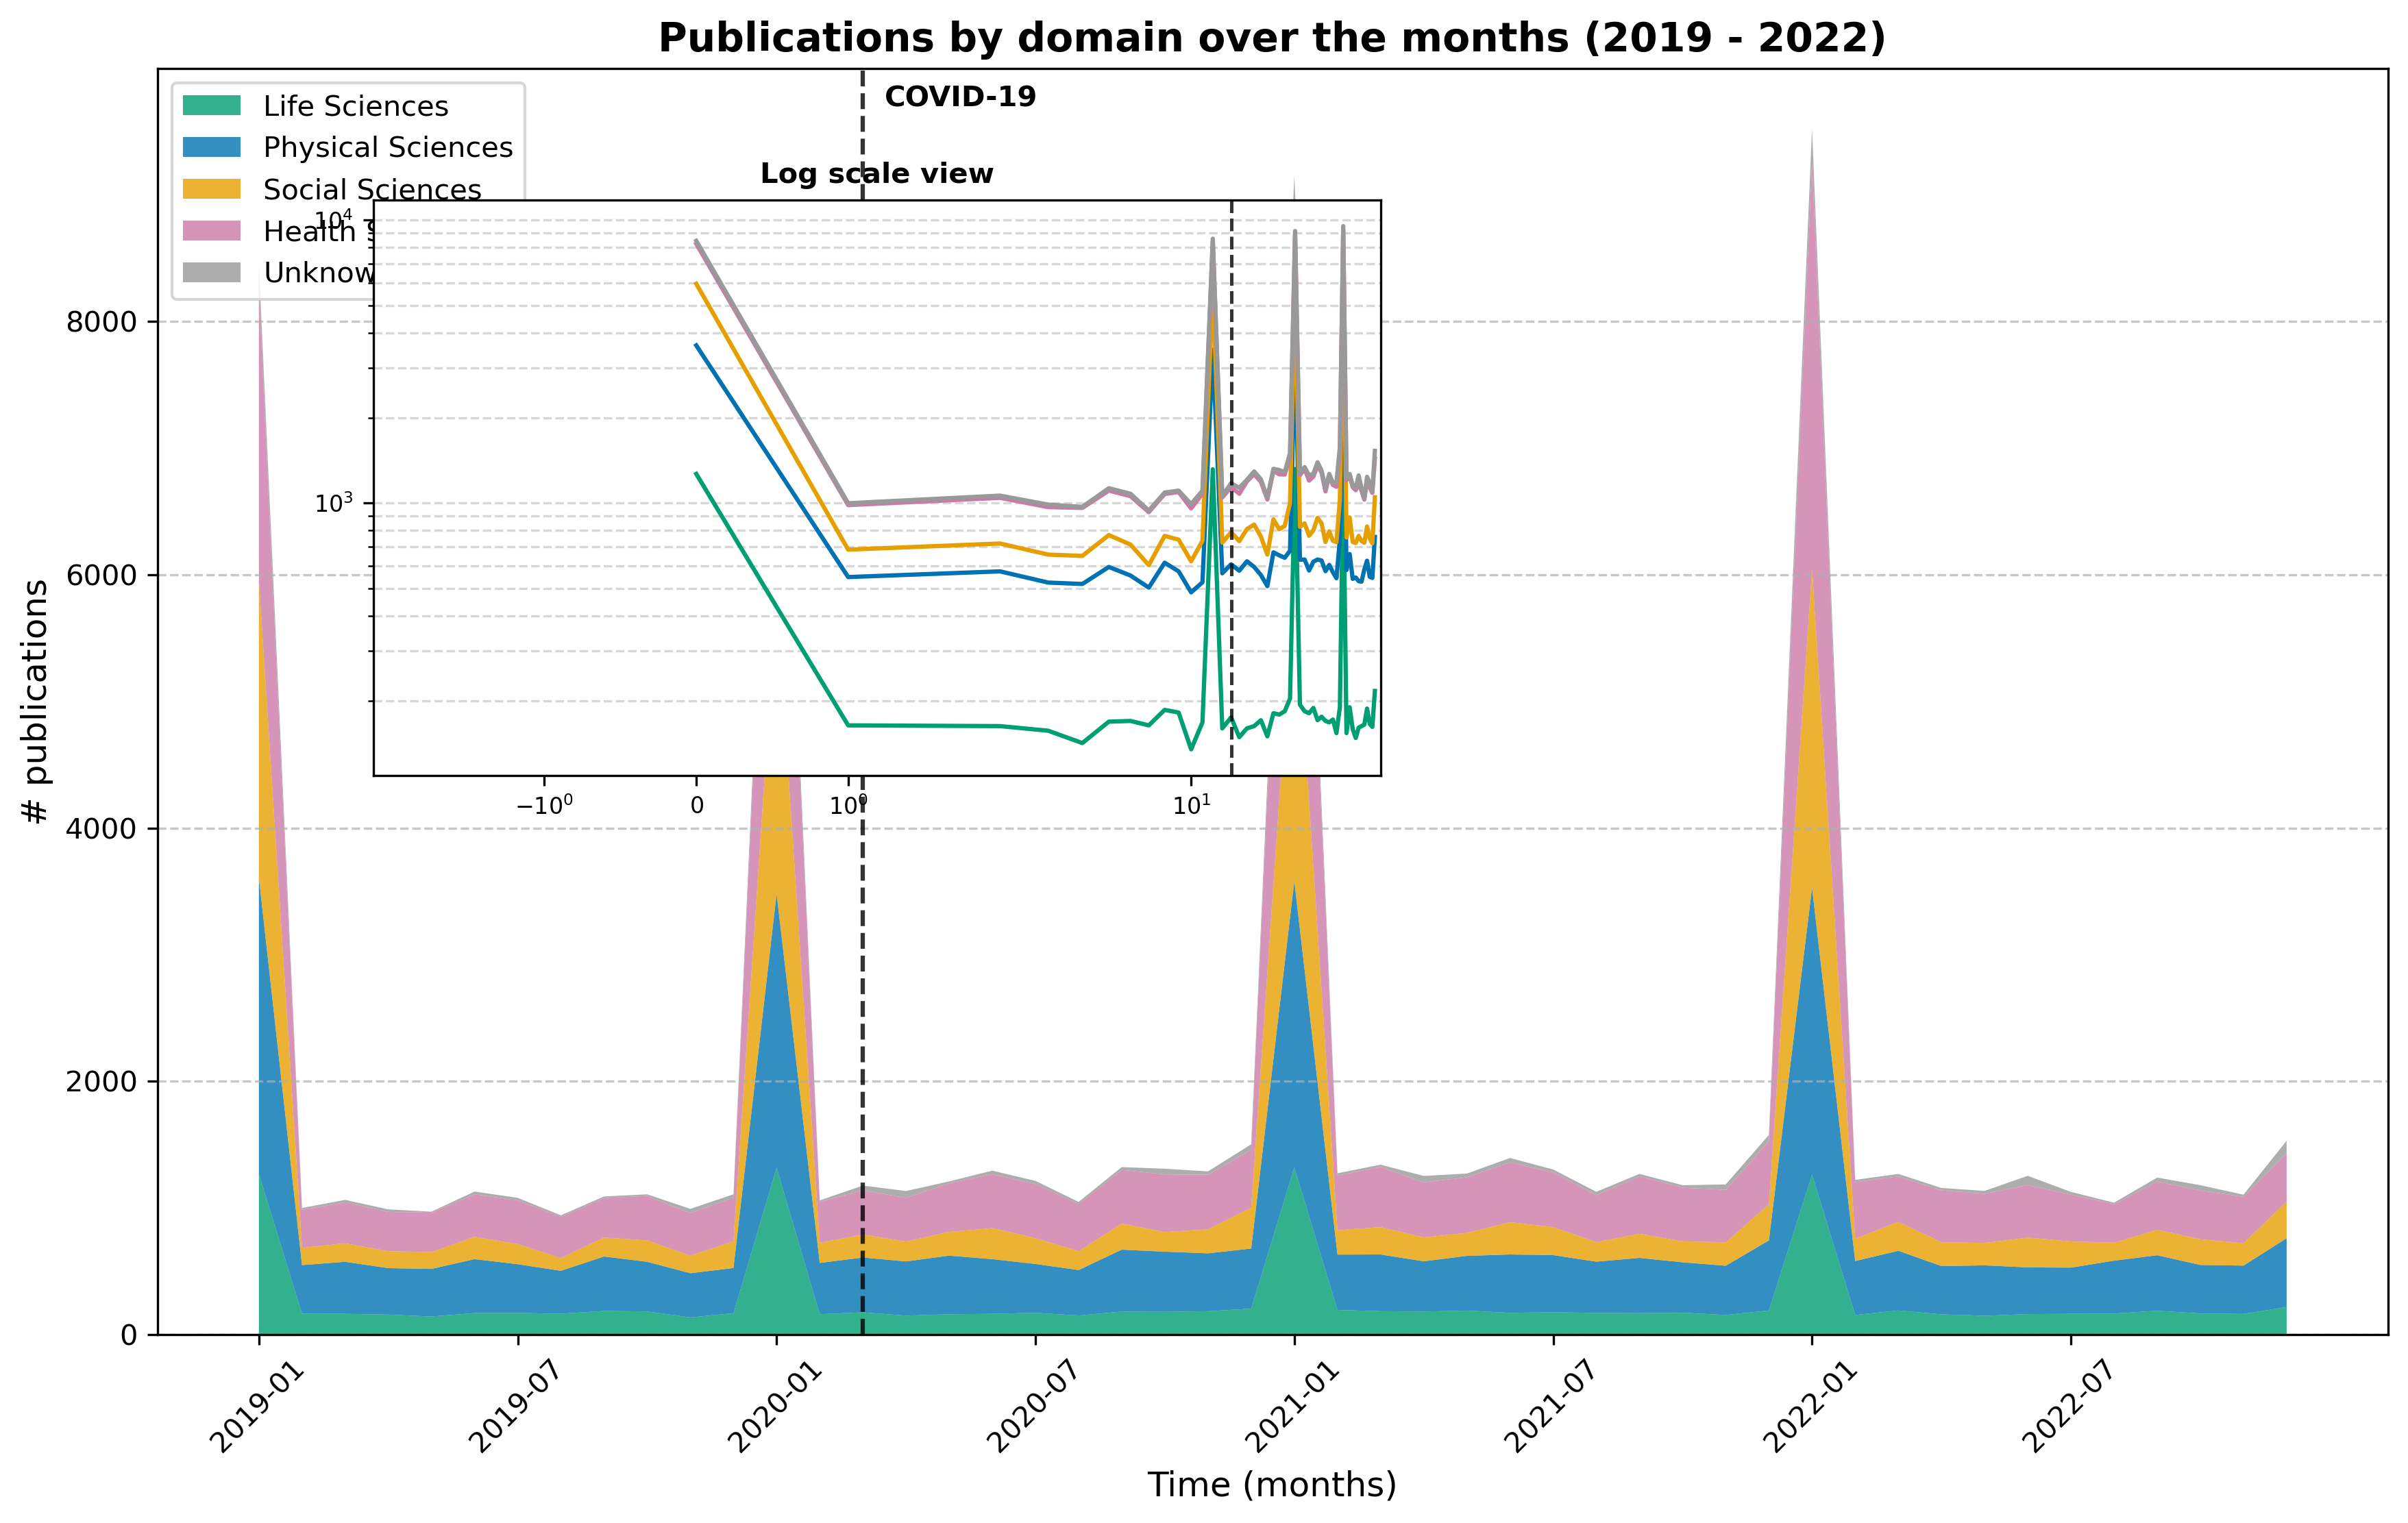 Publications by domain over the months (2019 - 2022)
COVID-19
Life Sciences
Physical Sciences
Social Sciences
Health
Unknow
Log scale view
10⁴
10³
−10⁰
0
10⁰
10¹
# publications
8000
6000
4000
2000
0
2019-01
2019-07
2020-01
2020-07
2021-01
2021-07
2022-01
2022-07
Time (months)